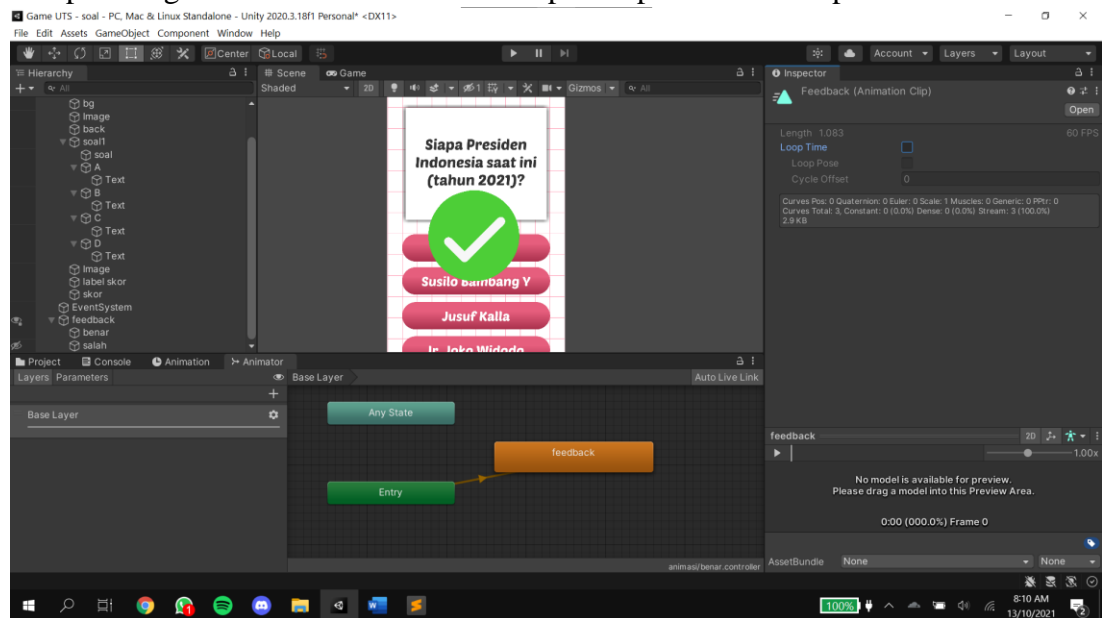 Game UTS - soal - PC, Mac & Linux Standalone - Unity 2020.3.18f1 Personal* <DX11>
File Edit Assets GameObject Component Window Help
Center Local
Account Layers Layout
Hierarchy
All
bg
Image
back
soal1
soal
A
Text
B
Text
C
Text
D
Text
Image
label skor
skor
EventSystem
feedback
benar
salah
Scene Game
Shaded 2D 1 Gizmos All
Siapa Presiden
Indonesia saat ini
(tahun 2021)?
Susilo Bambang Y
Jusuf Kalla
Ir. Joko Widodo
Inspector
Feedback (Animation Clip)
Open
Length 1.083 60 FPS
Loop Time
Loop Pose
Cycle Offset 0
Curves Pos: 0 Quaternion: 0 Euler: 0 Scale: 1 Muscles: 0 Generic: 0 PPtr: 0
Curves Total: 3, Constant: 0 (0.0%) Dense: 0 (0.0%) Stream: 3 (100.0%)
2.9 KB
Project Console Animation Animator
Layers Parameters
Base Layer Auto Live Link
Base Layer
Any State
feedback
Entry
animasi/benar.controller
feedback 2D
1.00x
No model is available for preview.
Please drag a model into this Preview Area.
0:00 (000.0%) Frame 0
AssetBundle None None
100%
8:10 AM
13/10/2021